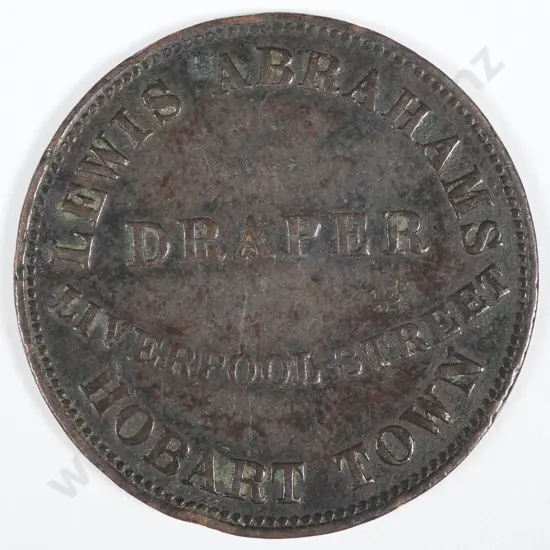 LEWIS ABRAHAMS
DRAPER
LIVERPOOL STREET
HOBART TOWN